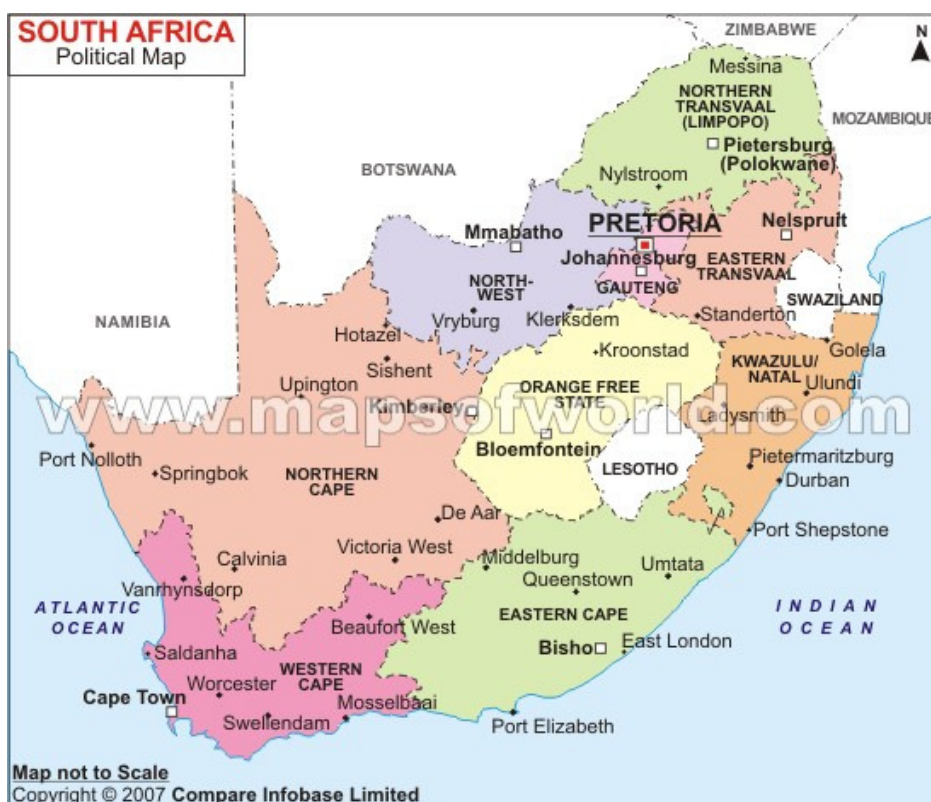 SOUTH AFRICA
Political Map
ZIMBABWE
N
Messina
NORTHERN
TRANSVAAL
(LIMPOPO)
MOZAMBIQUE
Pietersburg
(Polokwane)
BOTSWANA
Nylstroom
PRETORIA
Nelspruit
Mmabatho
Johannesburg
EASTERN
TRANSVAAL
GAUTENG
NORTH-
WEST
SWAZILAND
NAMIBIA
Vryburg
Klerksdem
Standerton
Hotazel
Golela
Kroonstad
Sishent
KWAZULU/
NATAL
Upington
ORANGE FREE
STATE
Ulundi
www.mapsofworld.com
Kimberley
Ladysmith
Bloemfontein
Port Nolloth
Springbok
NORTHERN
CAPE
LESOTHO
Pietermaritzburg
Durban
De Aar
Port Shepstone
Calvinia
Victoria West
Middelburg
Umtata
Vanrhynsdorp
Queenstown
ATLANTIC
OCEAN
INDIAN
OCEAN
Beaufort West
EASTERN CAPE
Saldanha
Bisho
East London
WESTERN
CAPE
Worcester
Cape Town
Mosselbaai
Swellendam
Port Elizabeth
Map not to Scale
Copyright © 2007 Compare Infobase Limited